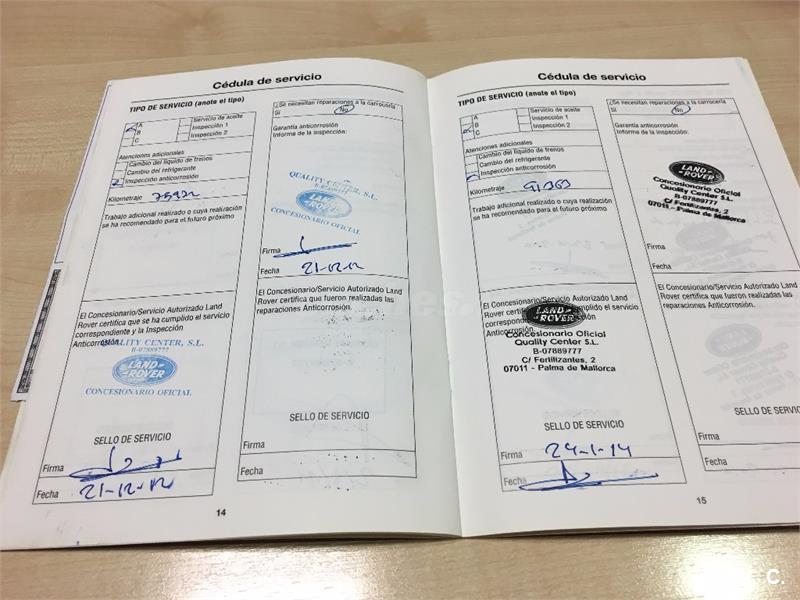 Cédula de servicio
TIPO DE SERVICIO (anote el tipo)
A
B
C
Servicio de aceite
Inspección 1
Inspección 2
Atenciones adicionales
Cambio del líquido de frenos
Cambio del refrigerante
Inspección anticorrosión
Kilometraje
Trabajo adicional realizado o cuya realización
se ha recomendado para el futuro próximo
El Concesionario/Servicio Autorizado Land
Rover certifica que se ha cumplido el servicio
correspondiente y la Inspección
Anticorrosión.
QUALITY CENTER, S.L.
B-07889777
LAND
ROVER
CONCESIONARIO OFICIAL
SELLO DE SERVICIO
Firma
Fecha 21-12-12
¿Se necesitan reparaciones a la carrocería
Sí No
Garantía anticorrosión
Informe de la inspección:
QUALITY CENTER, S.L.
B-07889777
LAND
ROVER
CONCESIONARIO OFICIAL
Firma
Fecha 21-12-12
El Concesionario/Servicio Autorizado Land
Rover certifica que fueron realizadas las
reparaciones Anticorrosión.
SELLO DE SERVICIO
Firma
Fecha
14
Cédula de servicio
TIPO DE SERVICIO (anote el tipo)
A
B
C
Servicio de aceite
Inspección 1
Inspección 2
Atenciones adicionales
Cambio del líquido de frenos
Cambio del refrigerante
Inspección anticorrosión
Kilometraje 91363
Trabajo adicional realizado o cuya realización
se ha recomendado para el futuro próximo
El Concesionario/Servicio Autorizado Land
Rover certifica que se ha cumplido el servicio
correspondiente y la Inspección
Anticorrosión.
LAND
ROVER
Concesionario Oficial
Quality Center S.L.
B-07889777
C/ Fertilizantes, 2
07011 - Palma de Mallorca
SELLO DE SERVICIO
Firma 24-1-14
Fecha
¿Se necesitan reparaciones a la carrocería
Sí No
Garantía anticorrosión
Informe de la inspección:
LAND
ROVER
Concesionario Oficial
Quality Center S.L.
B-07889777
C/ Fertilizantes, 2
07011 - Palma de Mallorca
Firma
Fecha
El Concesionario/Servicio Autorizado Land
Rover certifica que fueron realizadas las
reparaciones Anticorrosión.
SELLO DE SERVICIO
Firma
Fecha
15
C.